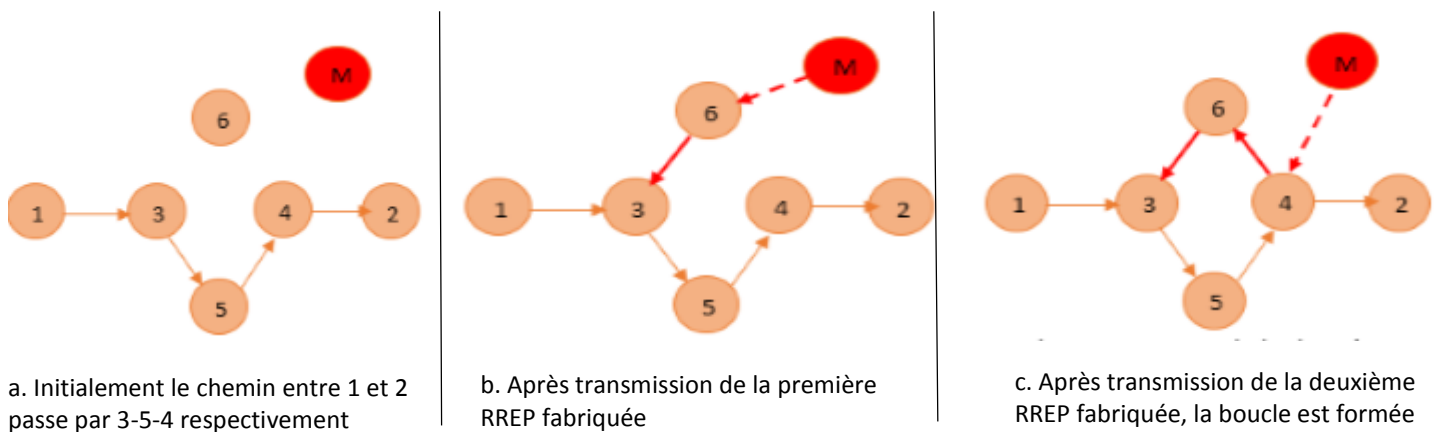 M
6
1
3
4
2
5
a. Initialement le chemin entre 1 et 2
passe par 3-5-4 respectivement
M
6
1
3
4
2
5
b. Après transmission de la première
RREP fabriquée
M
6
1
3
4
2
5
c. Après transmission de la deuxième
RREP fabriquée, la boucle est formée